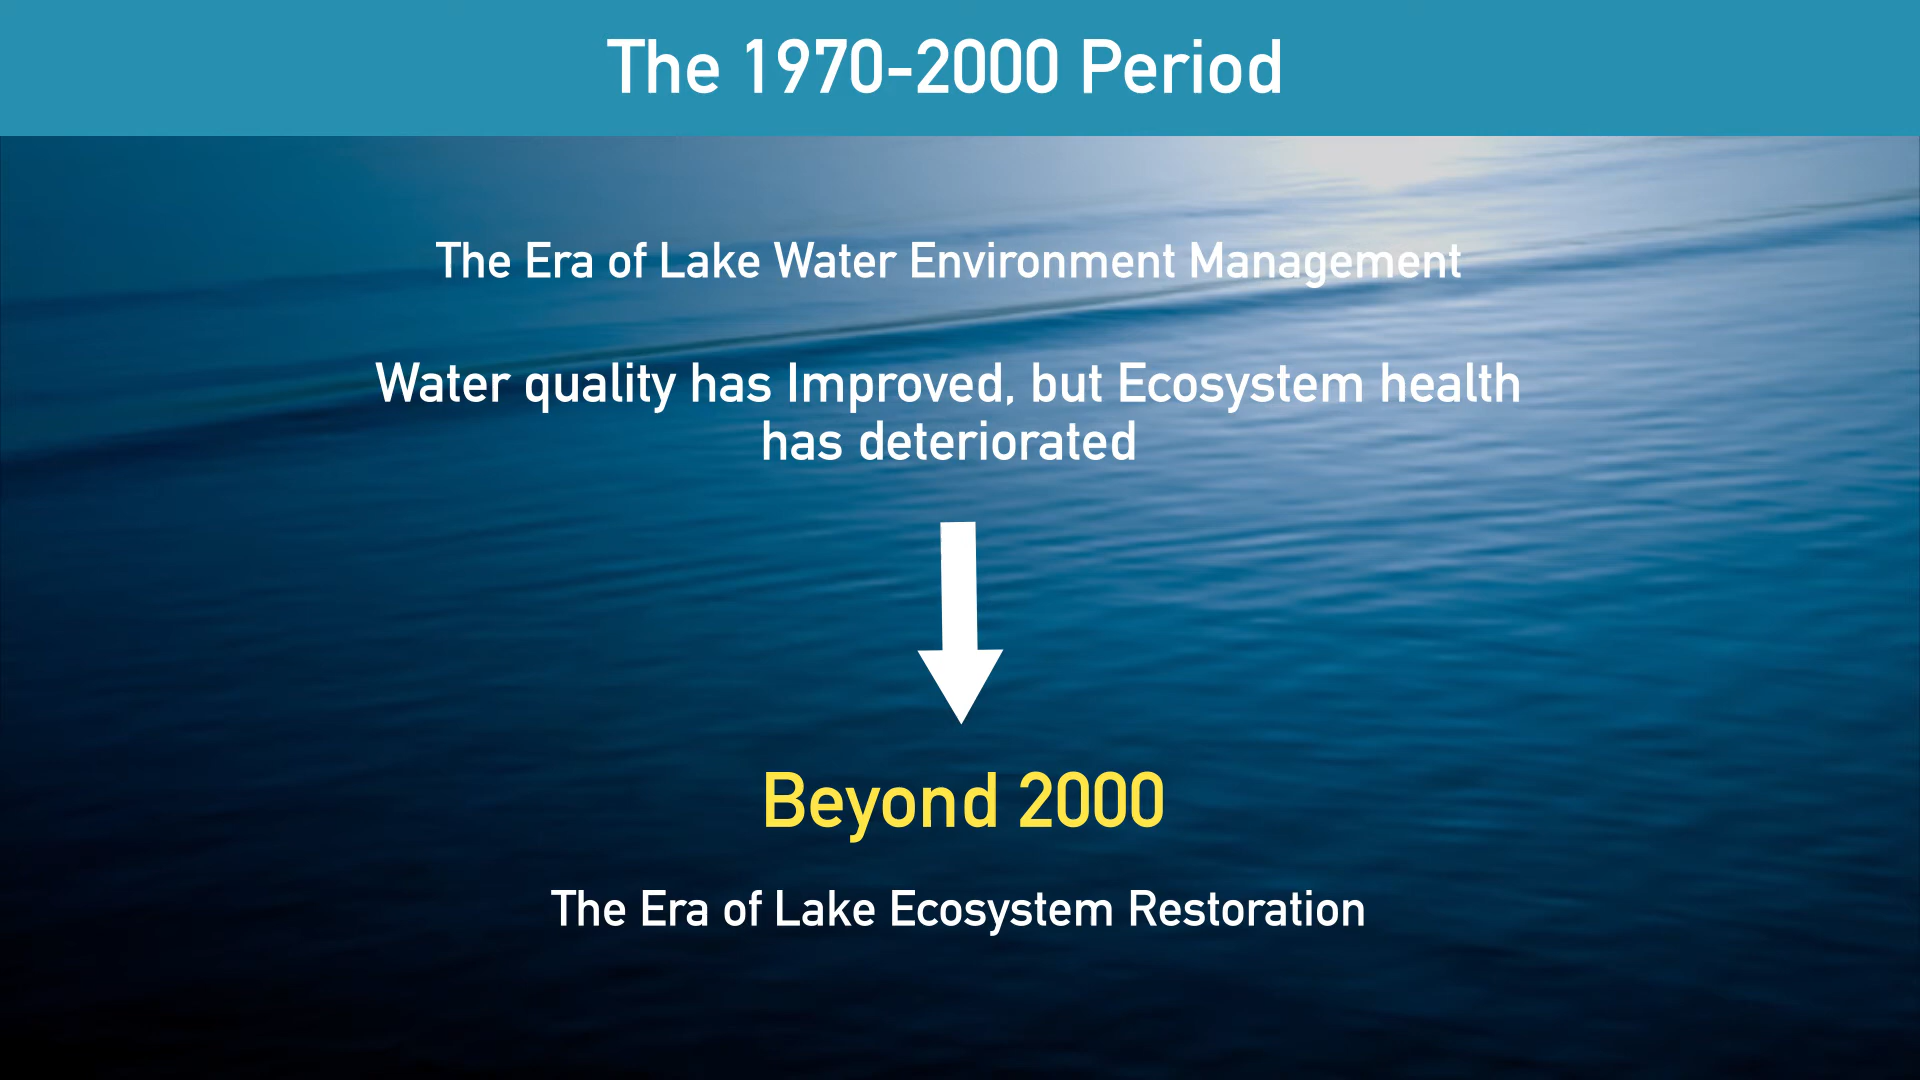 The 1970-2000 Period
The Era of Lake Water Environment Management
Water quality has Improved, but Ecosystem health
has deteriorated
Beyond 2000
The Era of Lake Ecosystem Restoration